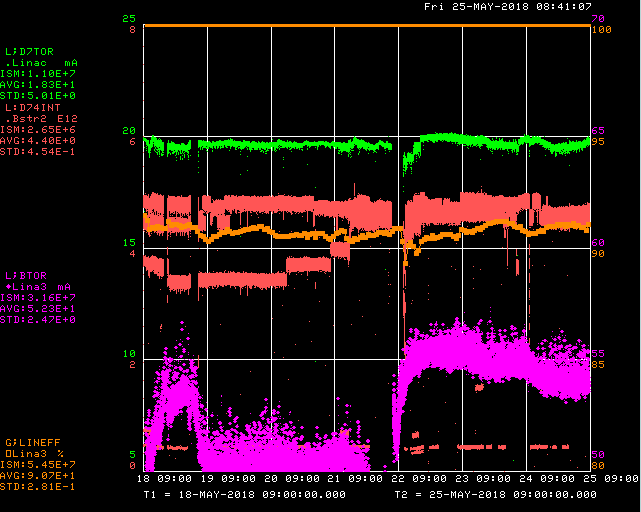 Fri 25-MAY-2018 08:41:07
25 70
8 100
L;D7TOR
.Linac mA
ISM:1.10E+7
AVG:1.83E+1
STD:5.01E+0
L:D74INT
.Bstr2 E12
ISM:2.65E+6
AVG:4.40E+0
STD:4.54E-1
20 65
6 95
15 60
4 90
L;BTOR
♦Lina3 mA
ISM:3.16E+7
AVG:5.23E+1
STD:2.47E+0
10 55
2 85
G;LINEFF
□Lina3 %
ISM:5.45E+7
AVG:9.07E+1
STD:2.81E-1
5 50
0 80
18 09:00 19 09:00 20 09:00 21 09:00 22 09:00 23 09:00 24 09:00 25 09:00
T1 = 18-MAY-2018 09:00:00.000 T2 = 25-MAY-2018 09:00:00.000